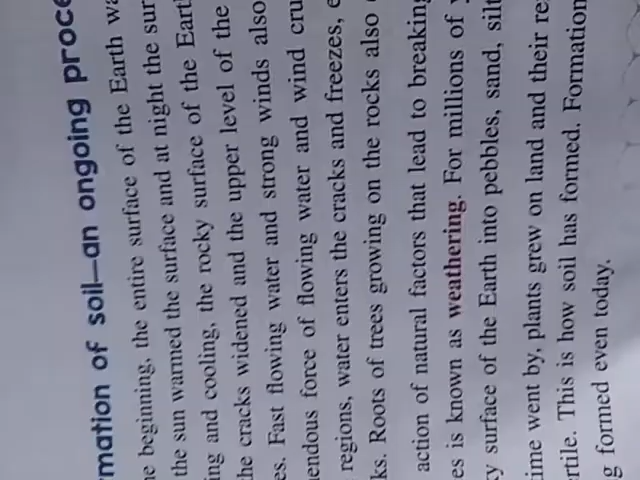 rmation of soil—an ongoing proce
he beginning, the entire surface of the Earth wa
the sun warmed the surface and at night the sur
ing and cooling, the rocky surface of the Eart
he cracks widened and the upper level of the
es. Fast flowing water and strong winds also
endous force of flowing water and wind cru
regions, water enters the cracks and freezes, e
ks. Roots of trees growing on the rocks also
action of natural factors that lead to breaking
es is known as weathering. For millions of y
ky surface of the Earth into pebbles, sand, silt
time went by, plants grew on land and their re
rtile. This is how soil has formed. Formation
g formed even today.